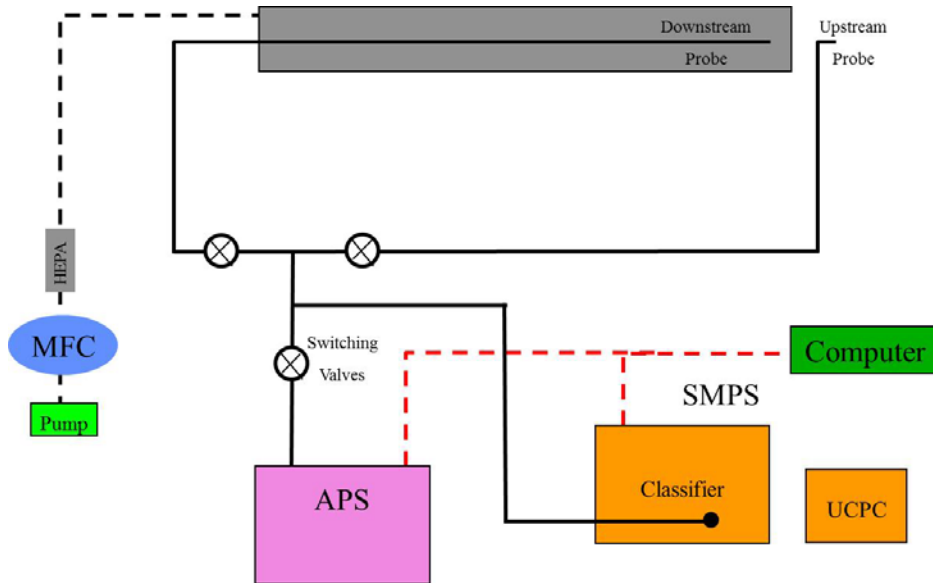 Downstream
Probe
Upstream
Probe
HEPA
MFC
Pump
Switching
Valves
Computer
SMPS
APS
Classifier
UCPC